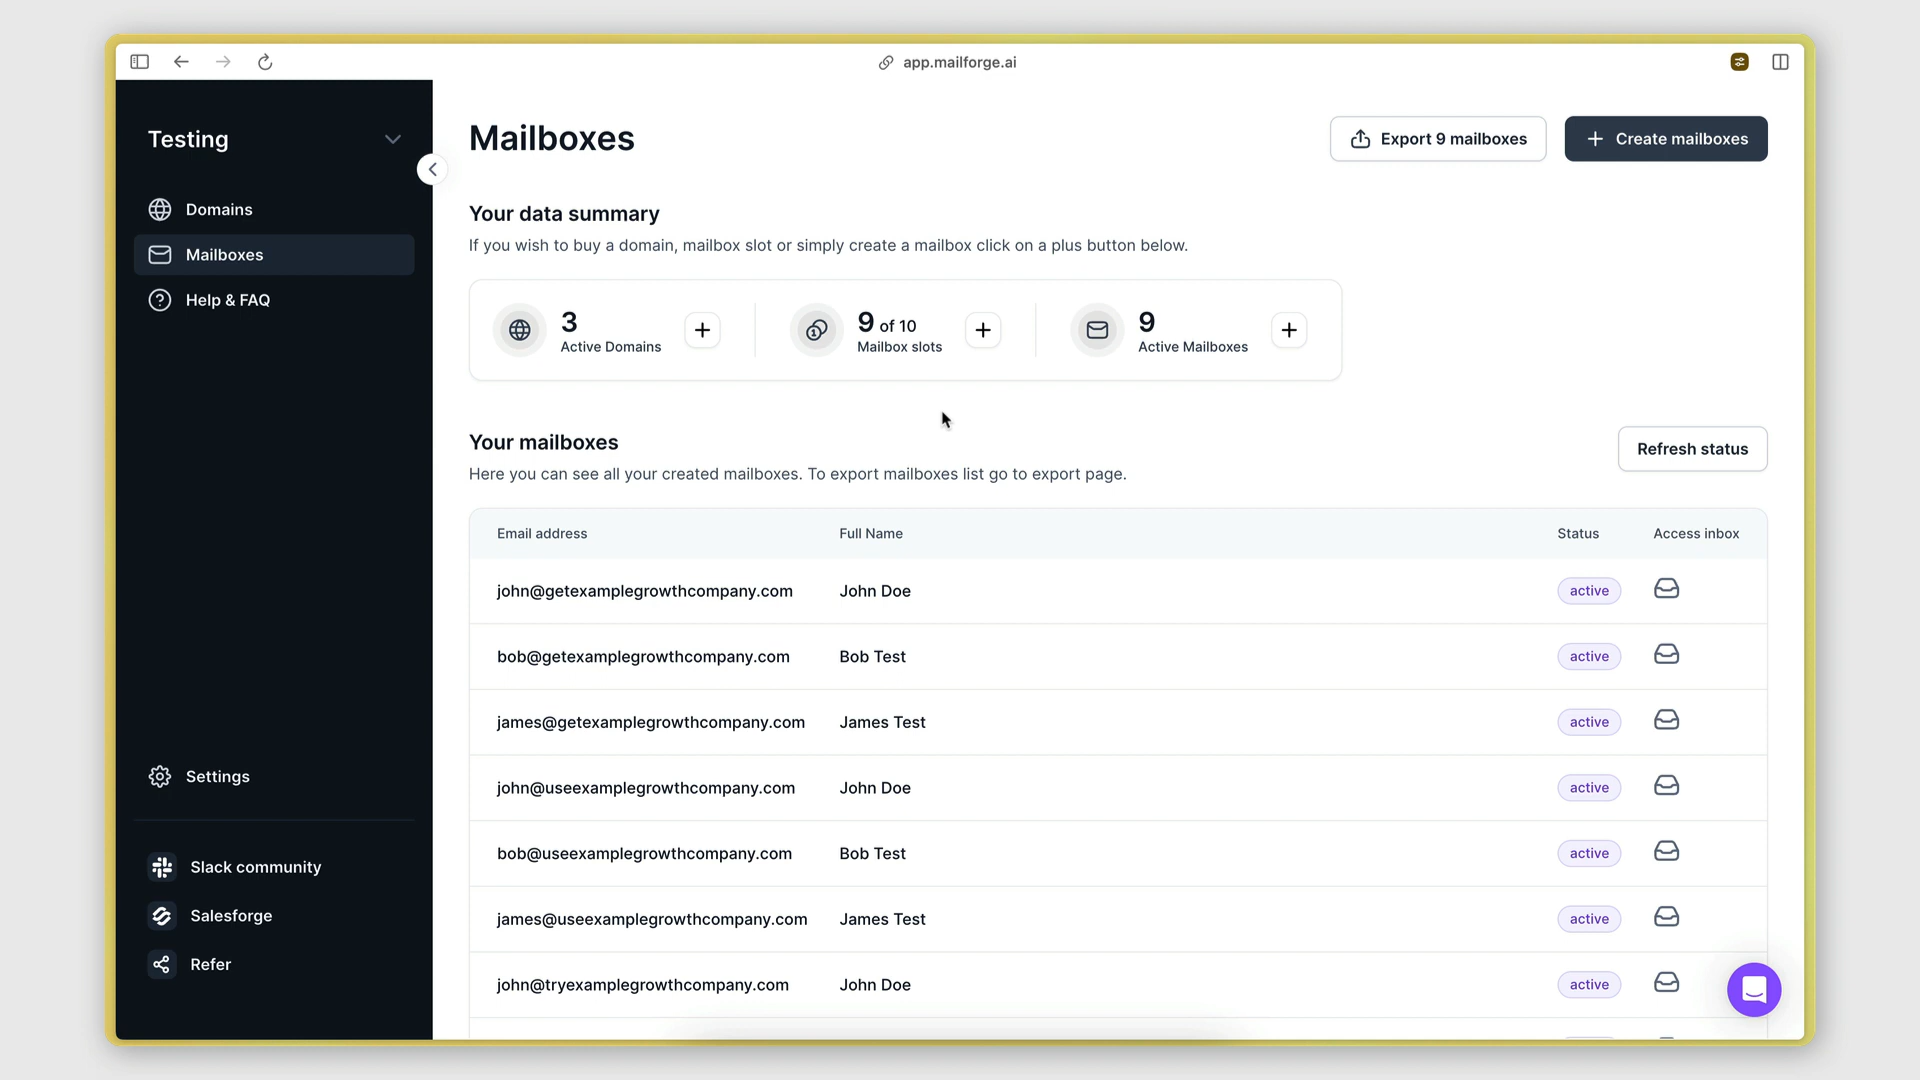 app.mailforge.ai
Testing
Domains
Mailboxes
Help & FAQ
Settings
Slack community
Salesforge
Refer
Mailboxes
Export 9 mailboxes
Create mailboxes
Your data summary
If you wish to buy a domain, mailbox slot or simply create a mailbox click on a plus button below.
3
Active Domains
9 of 10
Mailbox slots
9
Active Mailboxes
Your mailboxes
Here you can see all your created mailboxes. To export mailboxes list go to export page.
Refresh status
Email address Full Name Status Access inbox
john@getexamplegrowthcompany.com John Doe active
bob@getexamplegrowthcompany.com Bob Test active
james@getexamplegrowthcompany.com James Test active
john@useexamplegrowthcompany.com John Doe active
bob@useexamplegrowthcompany.com Bob Test active
james@useexamplegrowthcompany.com James Test active
john@tryexamplegrowthcompany.com John Doe active